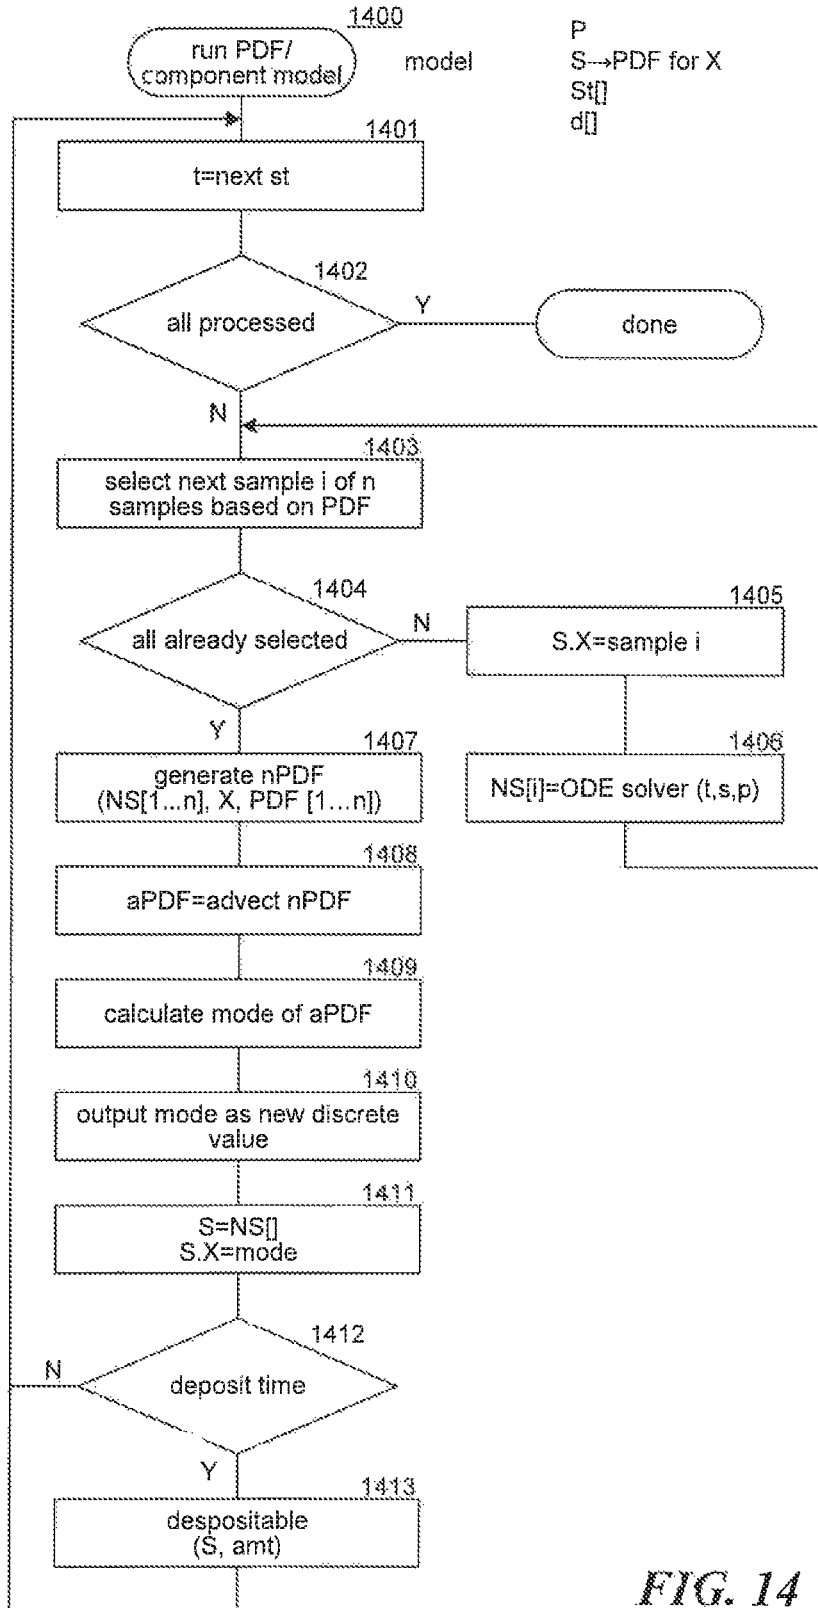 1400
run PDF/
component model
model
P
S→PDF for X
St[]
d[]
1401
t=next st
1402
all processed
Y
done
N
1403
select next sample i of n
samples based on PDF
1404
all already selected
N
1405
S.X=sample i
Y
1406
NS[i]=ODE solver (t,s,p)
1407
generate nPDF
(NS[1...n], X, PDF [1...n])
1408
aPDF=advect nPDF
1409
calculate mode of aPDF
1410
output mode as new discrete
value
1411
S=NS[]
S.X=mode
1412
deposit time
N
Y
1413
despositable
(S, amt)
FIG. 14